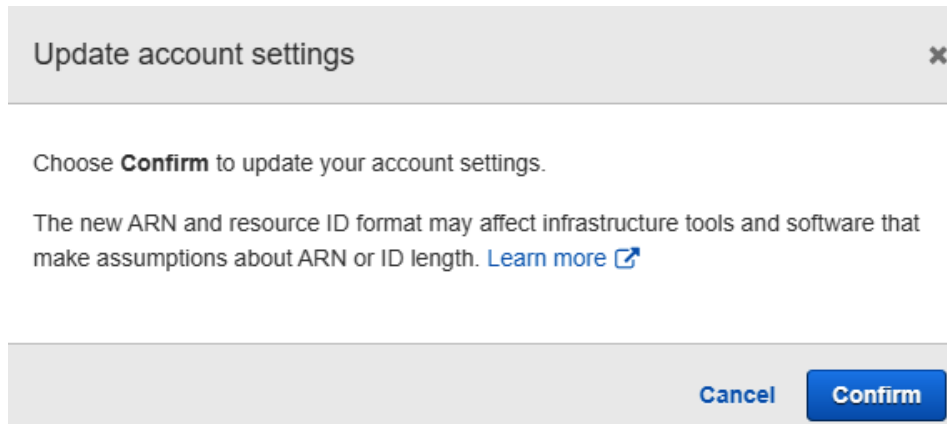 Update account settings
Choose Confirm to update your account settings.
The new ARN and resource ID format may affect infrastructure tools and software that
make assumptions about ARN or ID length. Learn more
Cancel
Confirm